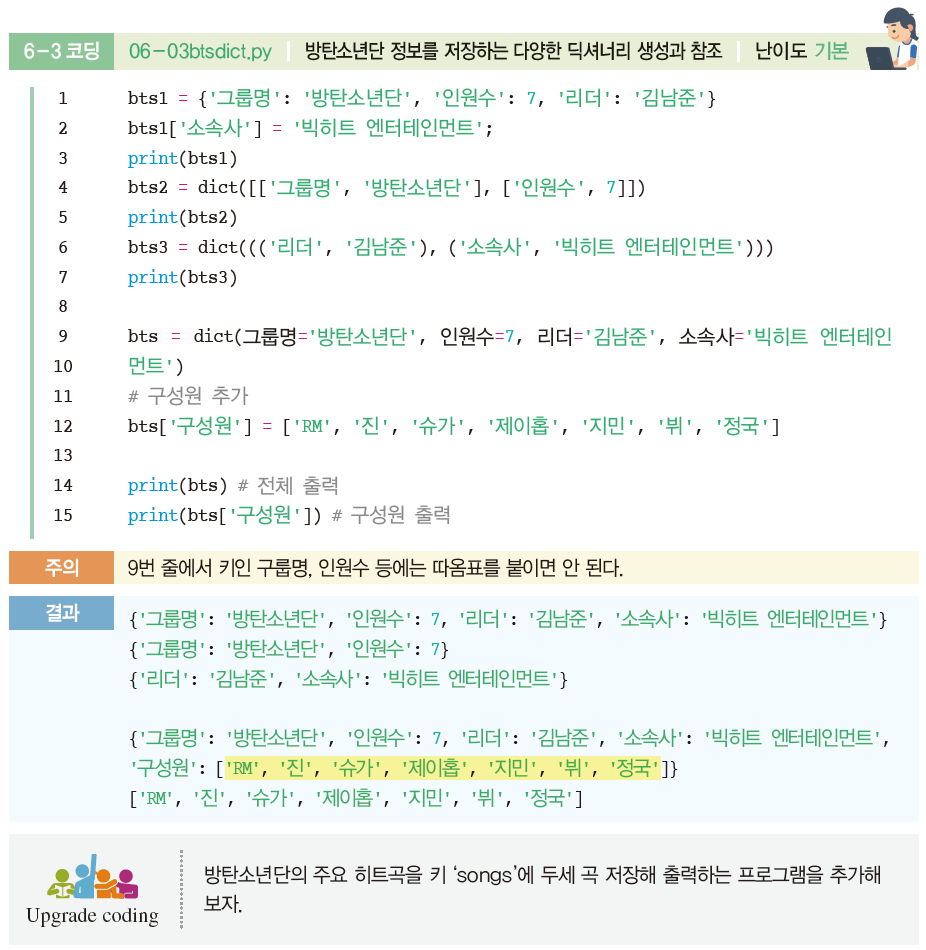 6-3 코딩 06-03btsdict.py 방탄소년단 정보를 저장하는 다양한 딕셔너리 생성과 참조 난이도 기본
1 bts1 = {'그룹명': '방탄소년단', '인원수': 7, '리더': '김남준'}
2 bts1['소속사'] = '빅히트 엔터테인먼트';
3 print(bts1)
4 bts2 = dict([['그룹명', '방탄소년단'], ['인원수', 7]])
5 print(bts2)
6 bts3 = dict((('리더', '김남준'), ('소속사', '빅히트 엔터테인먼트')))
7 print(bts3)
8
9 bts = dict(그룹명='방탄소년단', 인원수=7, 리더='김남준', 소속사='빅히트 엔터테인
10 먼트')
11 # 구성원 추가
12 bts['구성원'] = ['RM', '진', '슈가', '제이홉', '지민', '뷔', '정국']
13
14 print(bts) # 전체 출력
15 print(bts['구성원']) # 구성원 출력
주의 9번 줄에서 키인 구룹명, 인원수 등에는 따옴표를 붙이면 안 된다.
결과 {'그룹명': '방탄소년단', '인원수': 7, '리더': '김남준', '소속사': '빅히트 엔터테인먼트'}
{'그룹명': '방탄소년단', '인원수': 7}
{'리더': '김남준', '소속사': '빅히트 엔터테인먼트'}
{'그룹명': '방탄소년단', '인원수': 7, '리더': '김남준', '소속사': '빅히트 엔터테인먼트',
'구성원': ['RM', '진', '슈가', '제이홉', '지민', '뷔', '정국']}
['RM', '진', '슈가', '제이홉', '지민', '뷔', '정국']
방탄소년단의 주요 히트곡을 키 ‘songs’에 두세 곡 저장해 출력하는 프로그램을 추가해
보자.
Upgrade coding